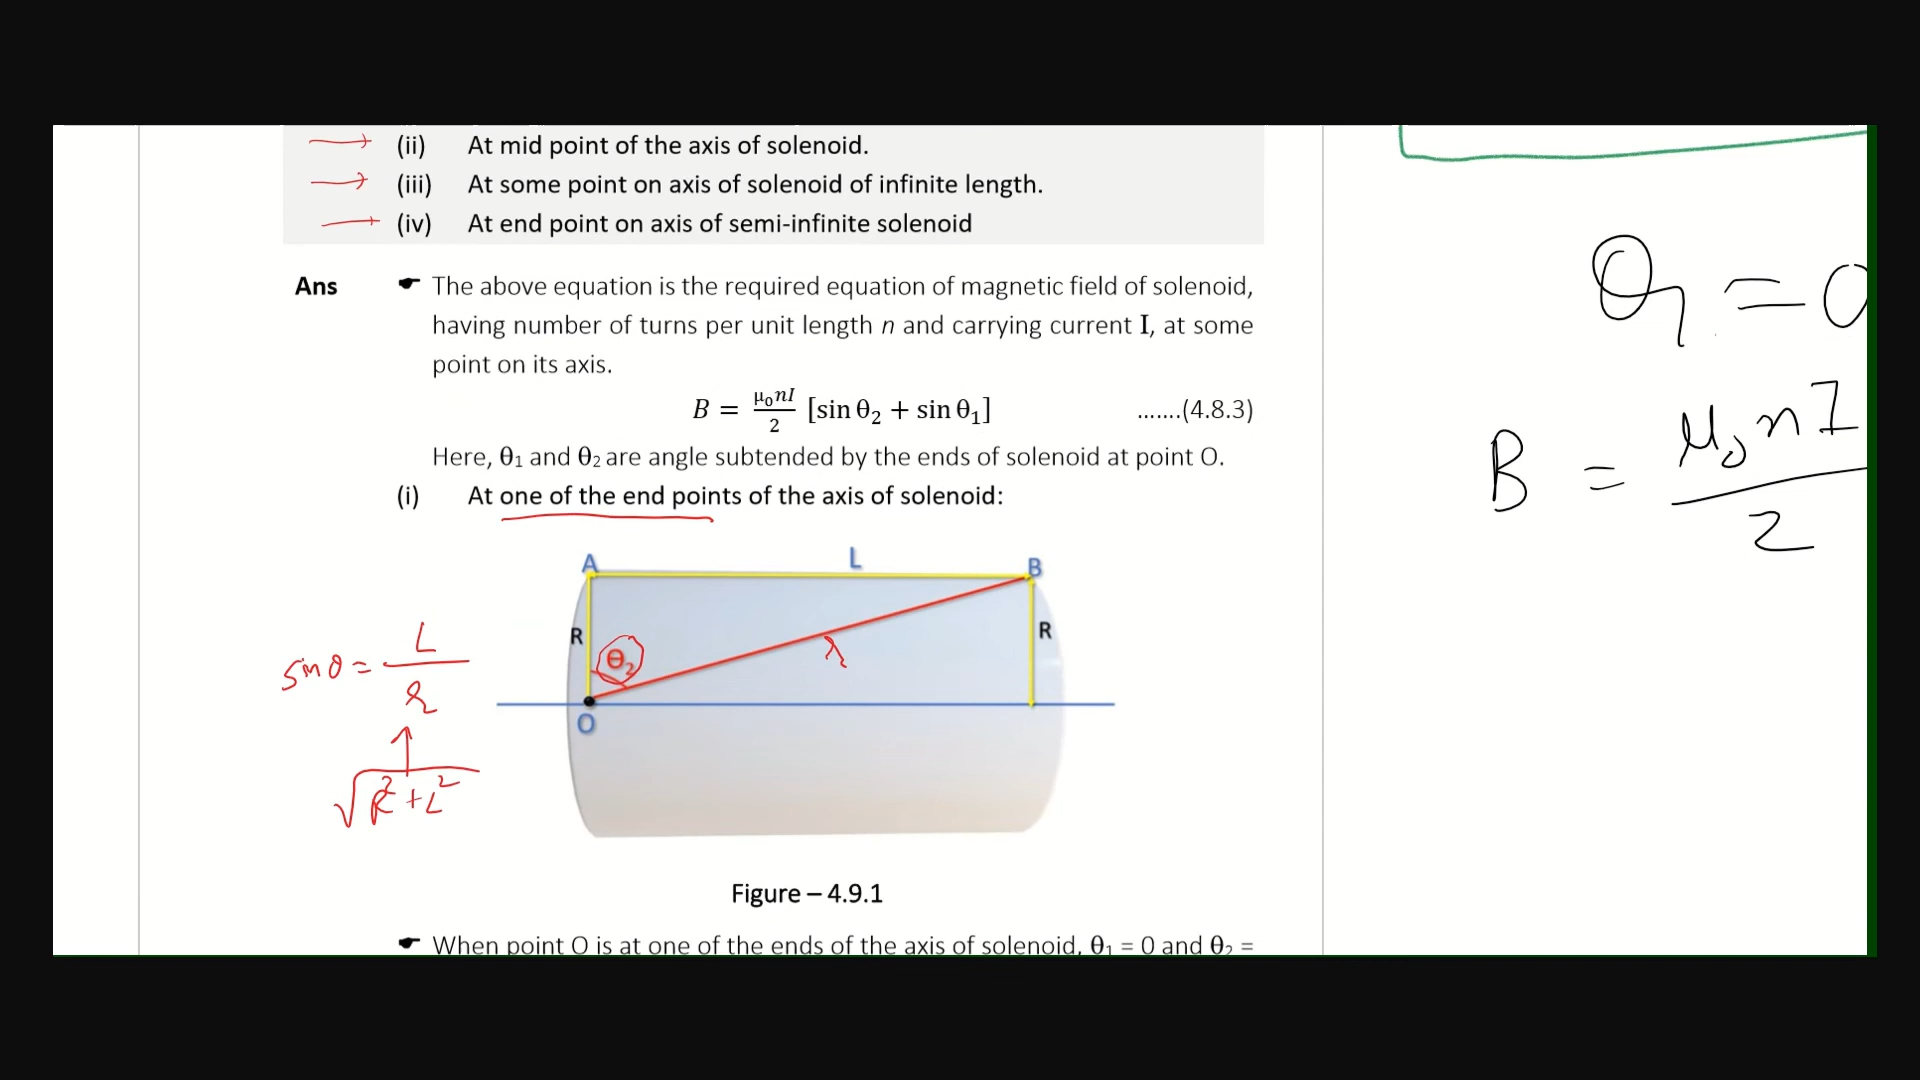 (ii) At mid point of the axis of solenoid.
(iii) At some point on axis of solenoid of infinite length.
(iv) At end point on axis of semi-infinite solenoid
Ans The above equation is the required equation of magnetic field of solenoid,
having number of turns per unit length n and carrying current I, at some
point on its axis.
B = μ₀nI/2 [sin θ₂ + sin θ₁] .......(4.8.3)
Here, θ₁ and θ₂ are angle subtended by the ends of solenoid at point O.
(i) At one of the end points of the axis of solenoid:
A L B
R θ₂ r R
O
sinθ = L/r
√R²+L²
Figure – 4.9.1
When point O is at one of the ends of the axis of solenoid, θ₁ = 0 and θ₂ =
θ₁ = 0
B = μ₀nI/2